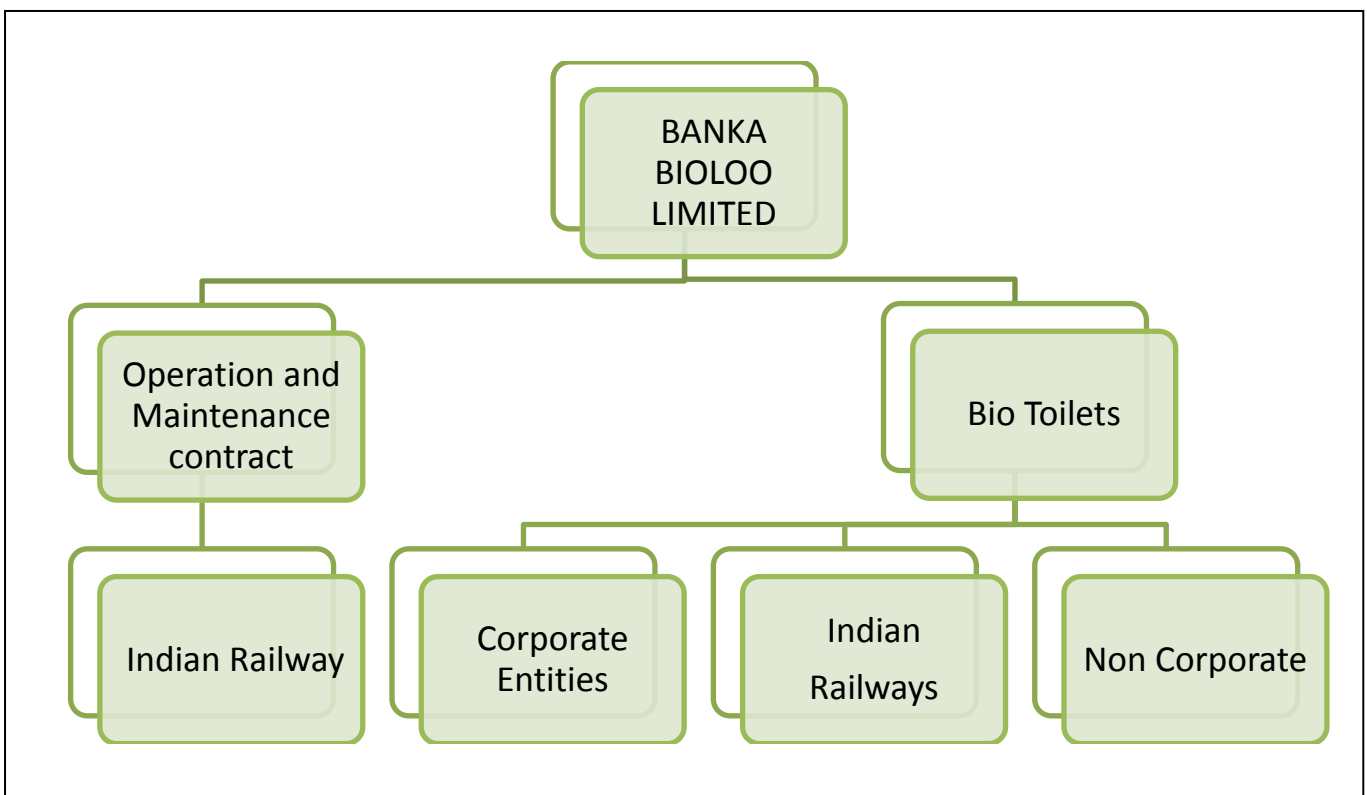 BANKA
BIOLOO
LIMITED
Operation and
Maintenance
contract
Bio Toilets
Indian Railway
Corporate
Entities
Indian
Railways
Non Corporate